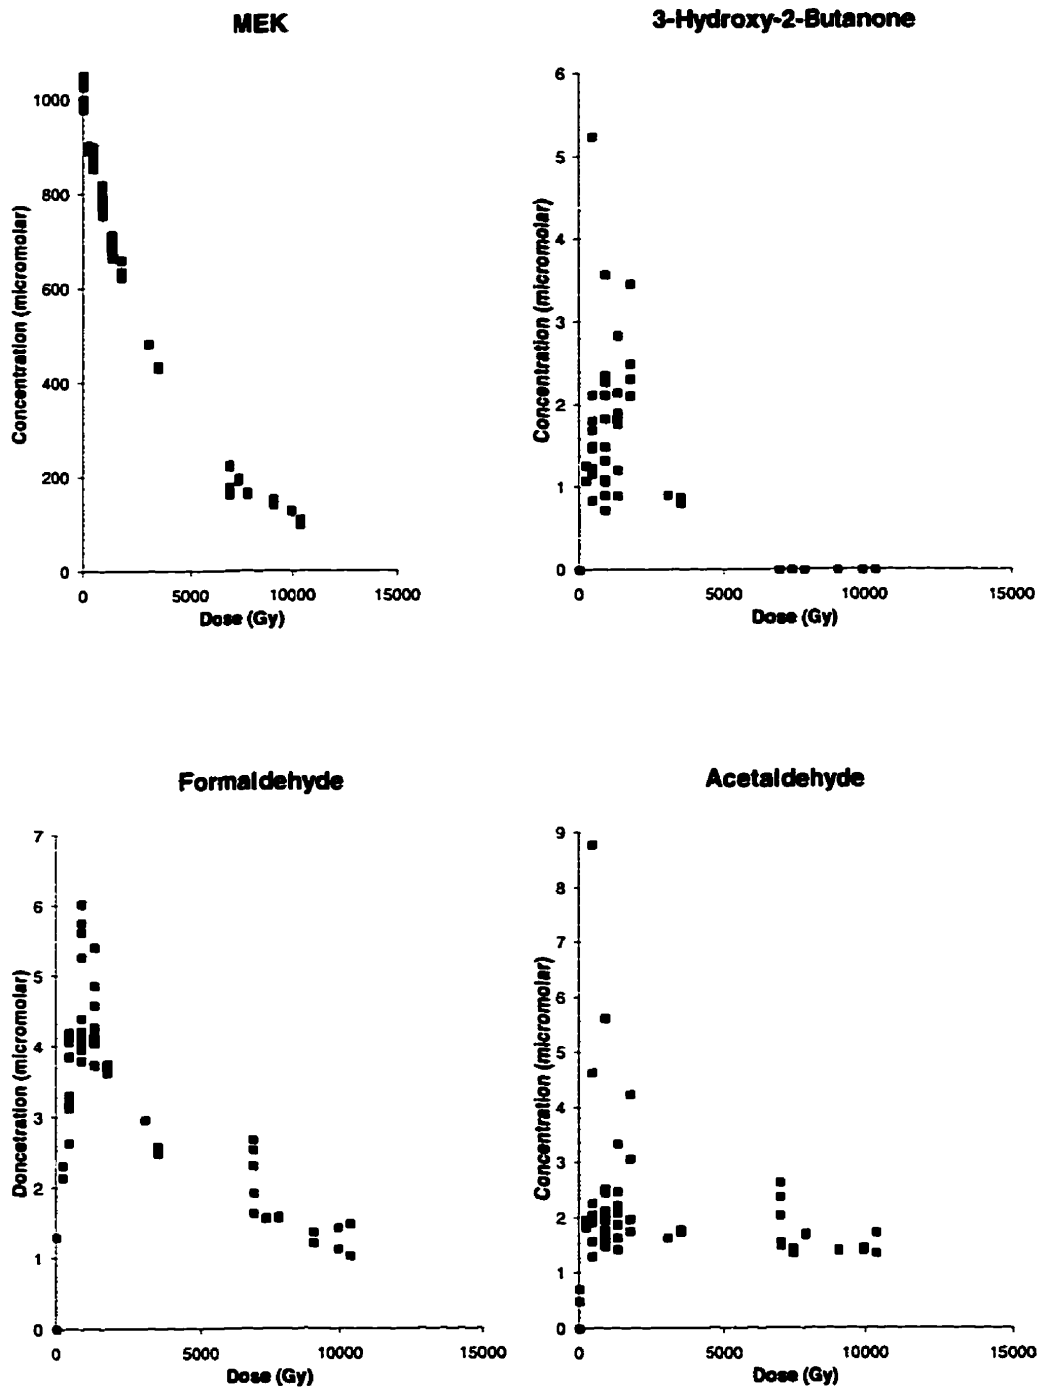 MEK
Concentration (micromolar)
1000
800
600
400
200
0
0 5000 10000 15000
Dose (Gy)
3-Hydroxy-2-Butanone
Concentration (micromolar)
6
5
4
3
2
1
0
0 5000 10000 15000
Dose (Gy)
Formaldehyde
Doncetration (micromolar)
7
6
5
4
3
2
1
0
0 5000 10000 15000
Dose (Gy)
Acetaldehyde
Concentration (micromolar)
9
8
7
6
5
4
3
2
1
0
0 5000 10000 15000
Dose (Gy)